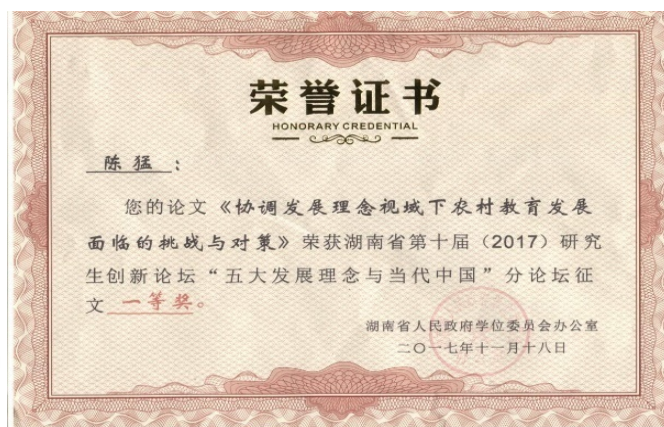 荣誉证书
HONORARY CREDENTIAL
陈猛：
您的论文《协调发展理念视域下农村教育发展
面临的挑战与对策》荣获湖南省第十届（2017）研究
生创新论坛“五大发展理念与当代中国”分论坛征
文 一等奖。
湖南省人民政府学位委员会办公室
二〇一七年十一月十八日